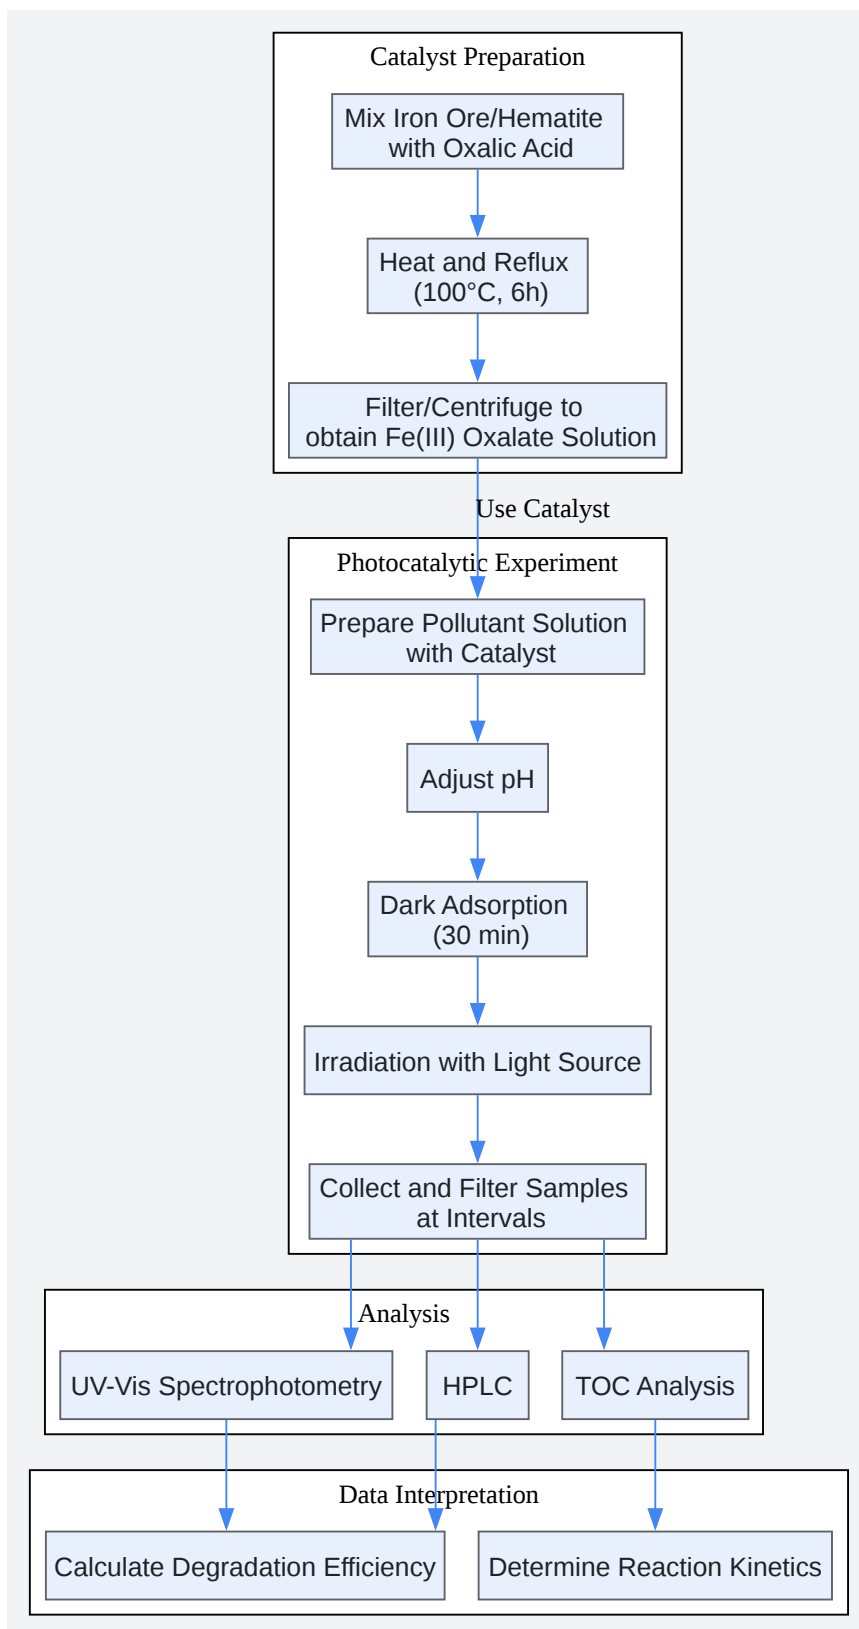 Catalyst Preparation
Mix Iron Ore/Hematite
with Oxalic Acid
Heat and Reflux
(100°C, 6h)
Filter/Centrifuge to
obtain Fe(III) Oxalate Solution
Use Catalyst
Photocatalytic Experiment
Prepare Pollutant Solution
with Catalyst
Adjust pH
Dark Adsorption
(30 min)
Irradiation with Light Source
Collect and Filter Samples
at Intervals
Analysis
UV-Vis Spectrophotometry
HPLC
TOC Analysis
Data Interpretation
Calculate Degradation Efficiency
Determine Reaction Kinetics